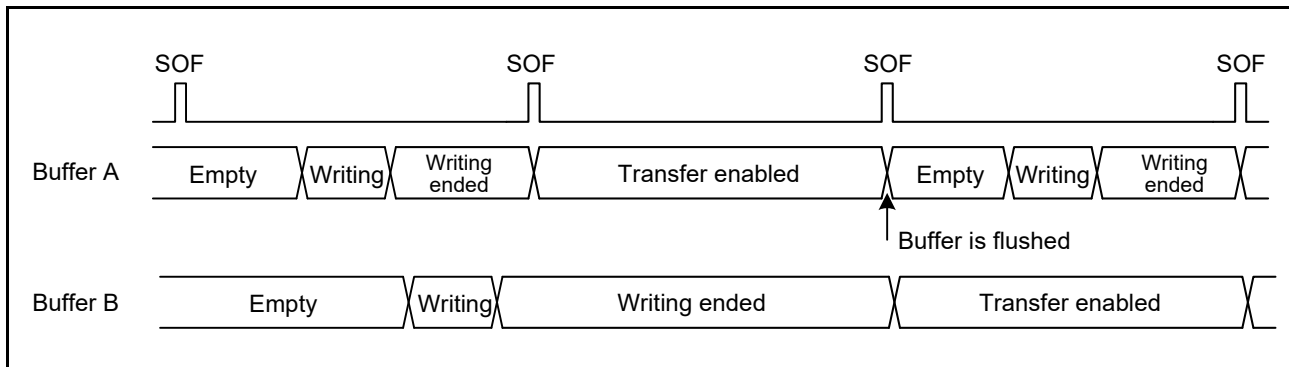 SOF SOF SOF SOF
Buffer A Empty Writing Writing ended Transfer enabled Empty Writing Writing ended
Buffer is flushed
Buffer B Empty Writing Writing ended Transfer enabled